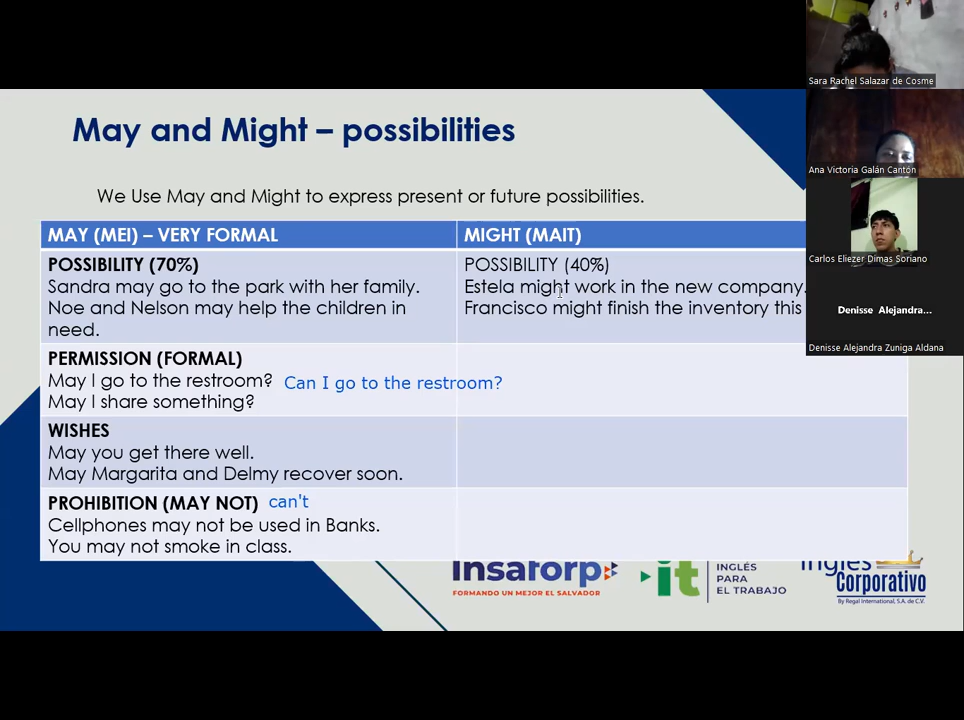 May and Might – possibilities
We Use May and Might to express present or future possibilities.
MAY (MEI) – VERY FORMAL
MIGHT (MAIT)
POSSIBILITY (70%)
Sandra may go to the park with her family.
Noe and Nelson may help the children in
need.
POSSIBILITY (40%)
Estela might work in the new company.
Francisco might finish the inventory this
PERMISSION (FORMAL)
May I go to the restroom? Can I go to the restroom?
May I share something?
WISHES
May you get there well.
May Margarita and Delmy recover soon.
PROHIBITION (MAY NOT) can't
Cellphones may not be used in Banks.
You may not smoke in class.
Insaforp
FORMANDO UN MEJOR EL SALVADOR
it
INGLÉS
PARA
EL TRABAJO
Inglés
Corporativo
By Regal International, S.A. de C.V.
Sara Rachel Salazar de Cosme
Ana Victoria Galán Cantón
Carlos Eliezer Dimas Soriano
Denisse Alejandra...
Denisse Alejandra Zuniga Aldana